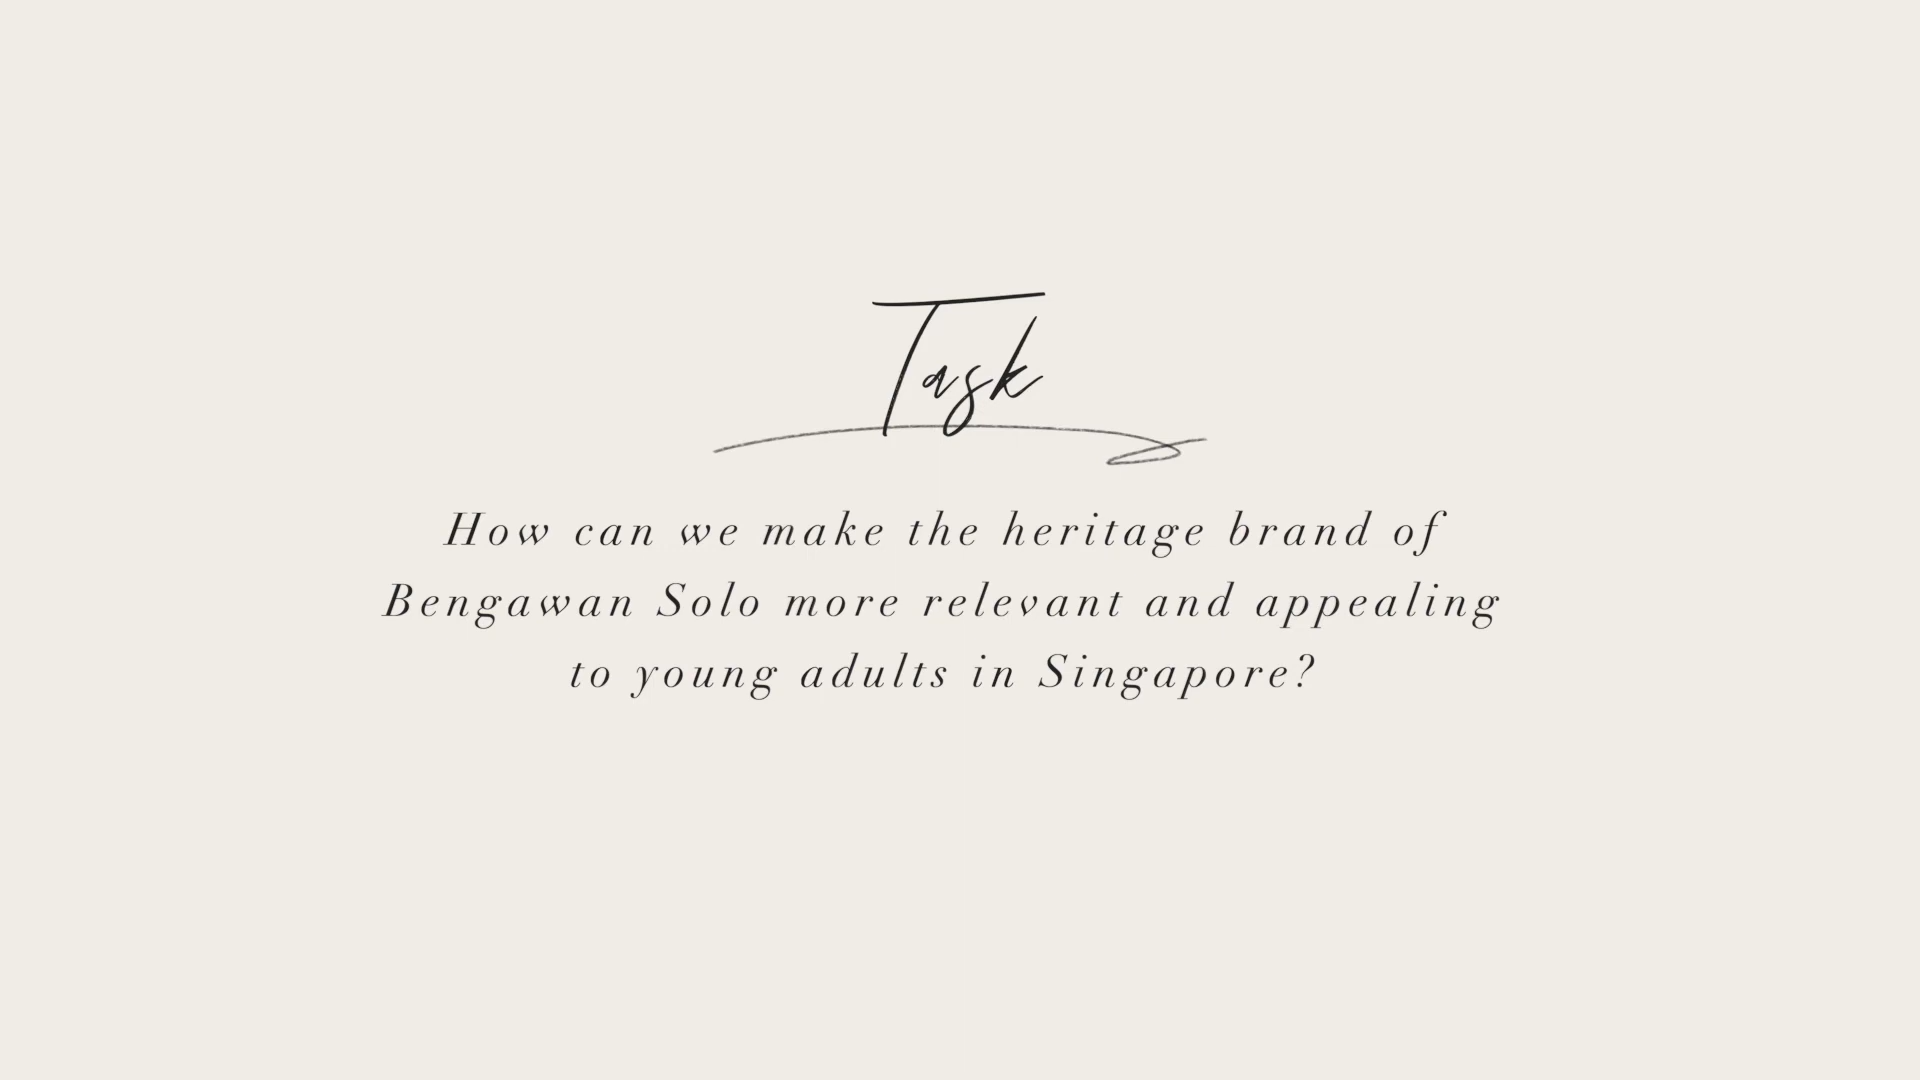 Task
How can we make the heritage brand of
Bengawan Solo more relevant and appealing
to young adults in Singapore?